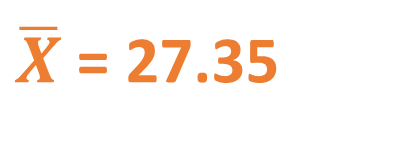 X̅ = 27.35